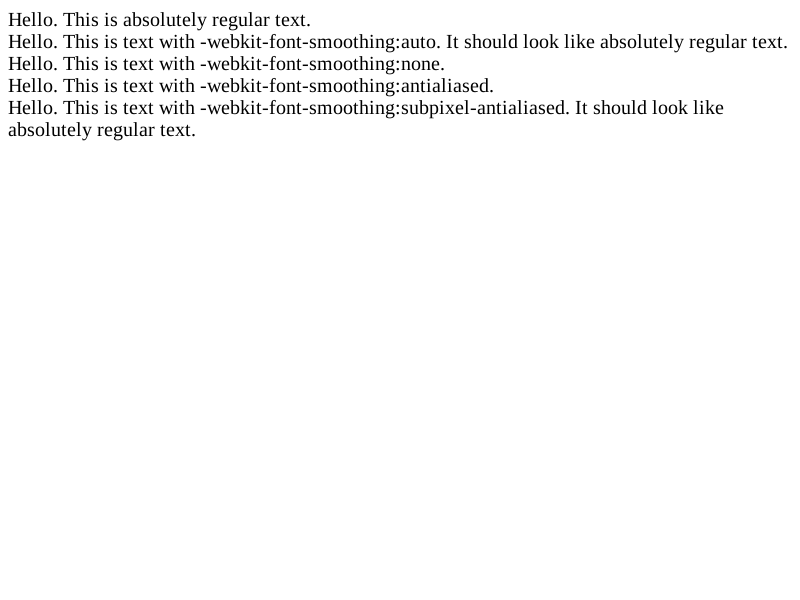 Hello. This is absolutely regular text.
Hello. This is text with -webkit-font-smoothing:auto. It should look like absolutely regular text.
Hello. This is text with -webkit-font-smoothing:none.
Hello. This is text with -webkit-font-smoothing:antialiased.
Hello. This is text with -webkit-font-smoothing:subpixel-antialiased. It should look like
absolutely regular text.